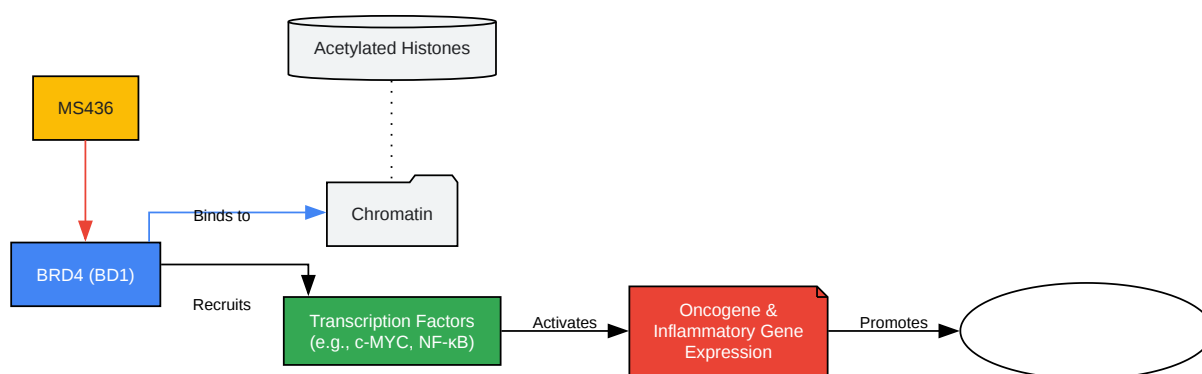 Acetylated Histones
MS436
Chromatin
Binds to
BRD4 (BD1)
Recruits
Transcription Factors
(e.g., c-MYC, NF-κB)
Activates
Oncogene &
Inflammatory Gene
Expression
Promotes